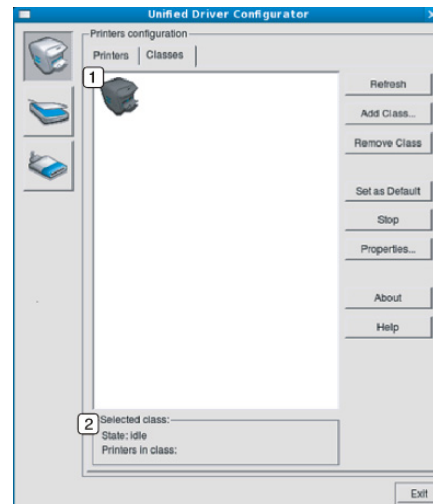 Unified Driver Configurator
Printers configuration
Printers Classes
1
Refresh
Add Class...
Remove Class
Set as Default
Stop
Properties...
About
Help
2
Selected class:
State: idle
Printers in class:
Exit